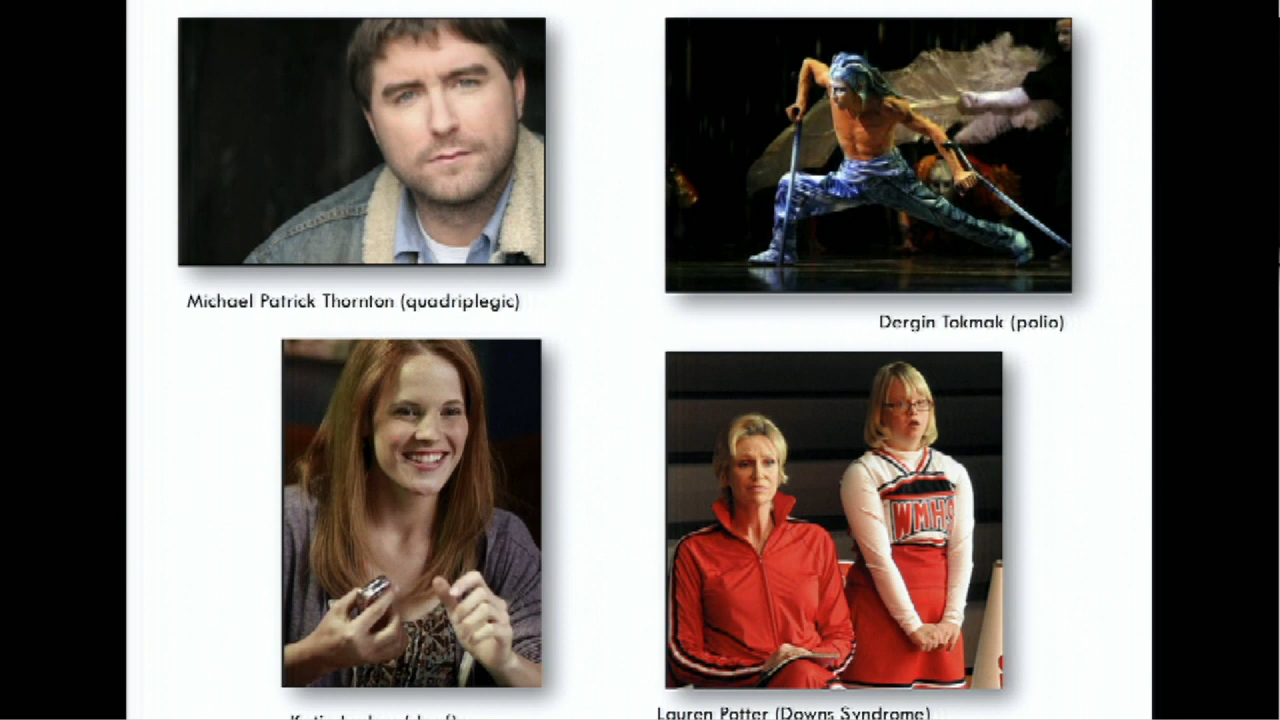 Michael Patrick Thornton (quadriplegic)
Dergin Tokmak (polio)
WMHS
Lauren Potter (Downs Syndrome)